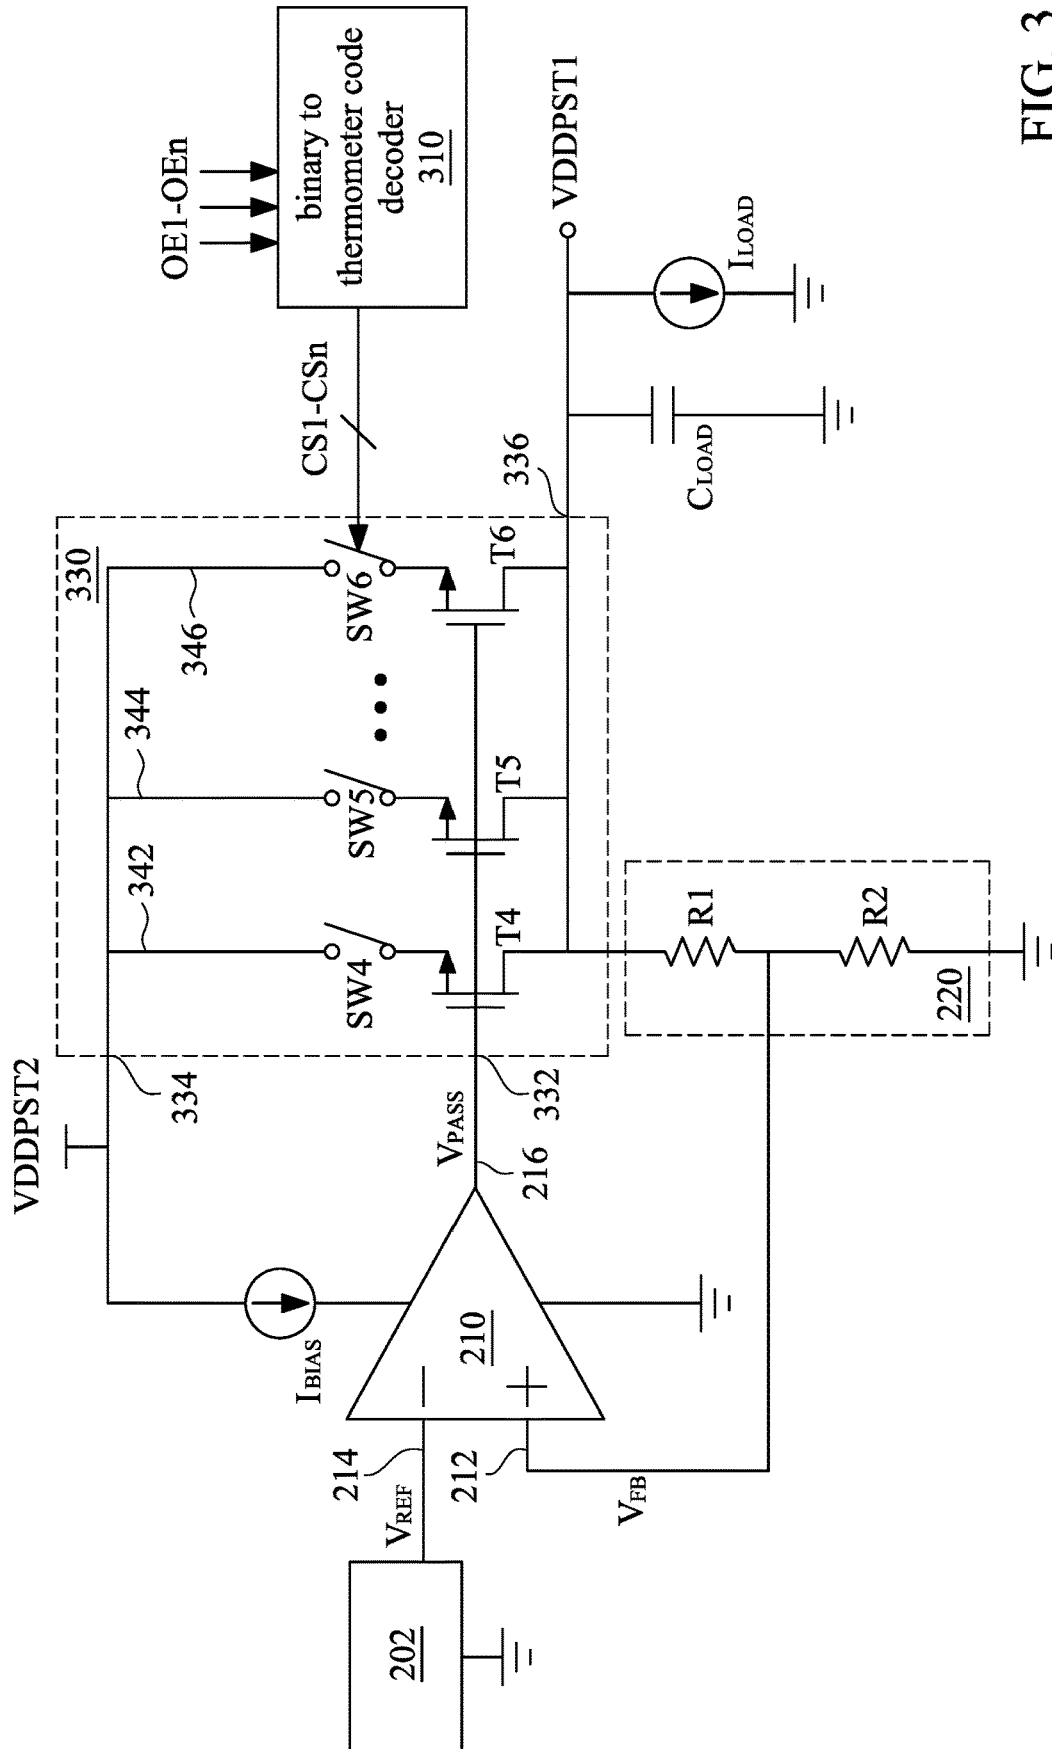 VDDPST2
334
342
344
346
330
OE1-OEn
binary to
thermometer code
decoder
310
CS1-CSn
SW4
SW5
SW6
T4
T5
T6
IBIAS
202
VREF
214
212
210
−
+
VPASS
216
332
336
VDDPST1
CLOAD
ILOAD
VFB
R1
R2
220
FIG. 3